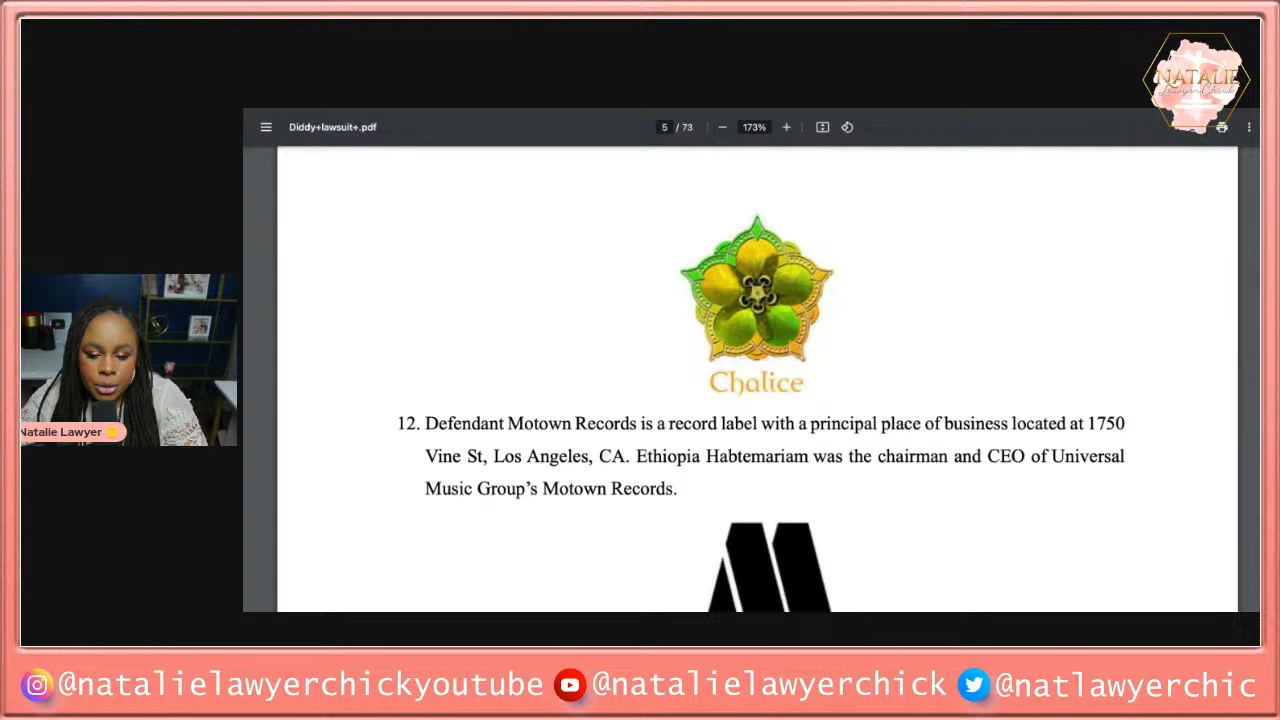 NATALIE
LawyerChick
Diddy+lawsuit+.pdf
5 / 73
173%
Chalice
12. Defendant Motown Records is a record label with a principal place of business located at 1750
Vine St, Los Angeles, CA. Ethiopia Habtemariam was the chairman and CEO of Universal
Music Group’s Motown Records.
Natalie Lawyer
@natalielawyerchickyoutube
@natalielawyerchick
@natlawyerchic